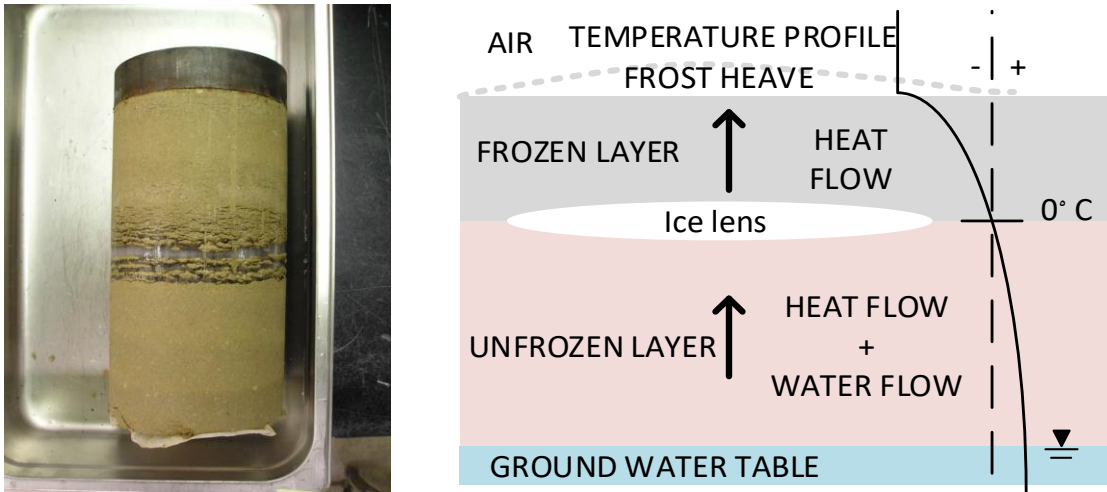 AIR
TEMPERATURE PROFILE
FROST HEAVE
- +
FROZEN LAYER
HEAT
FLOW
Ice lens
0° C
UNFROZEN LAYER
HEAT FLOW
+
WATER FLOW
GROUND WATER TABLE